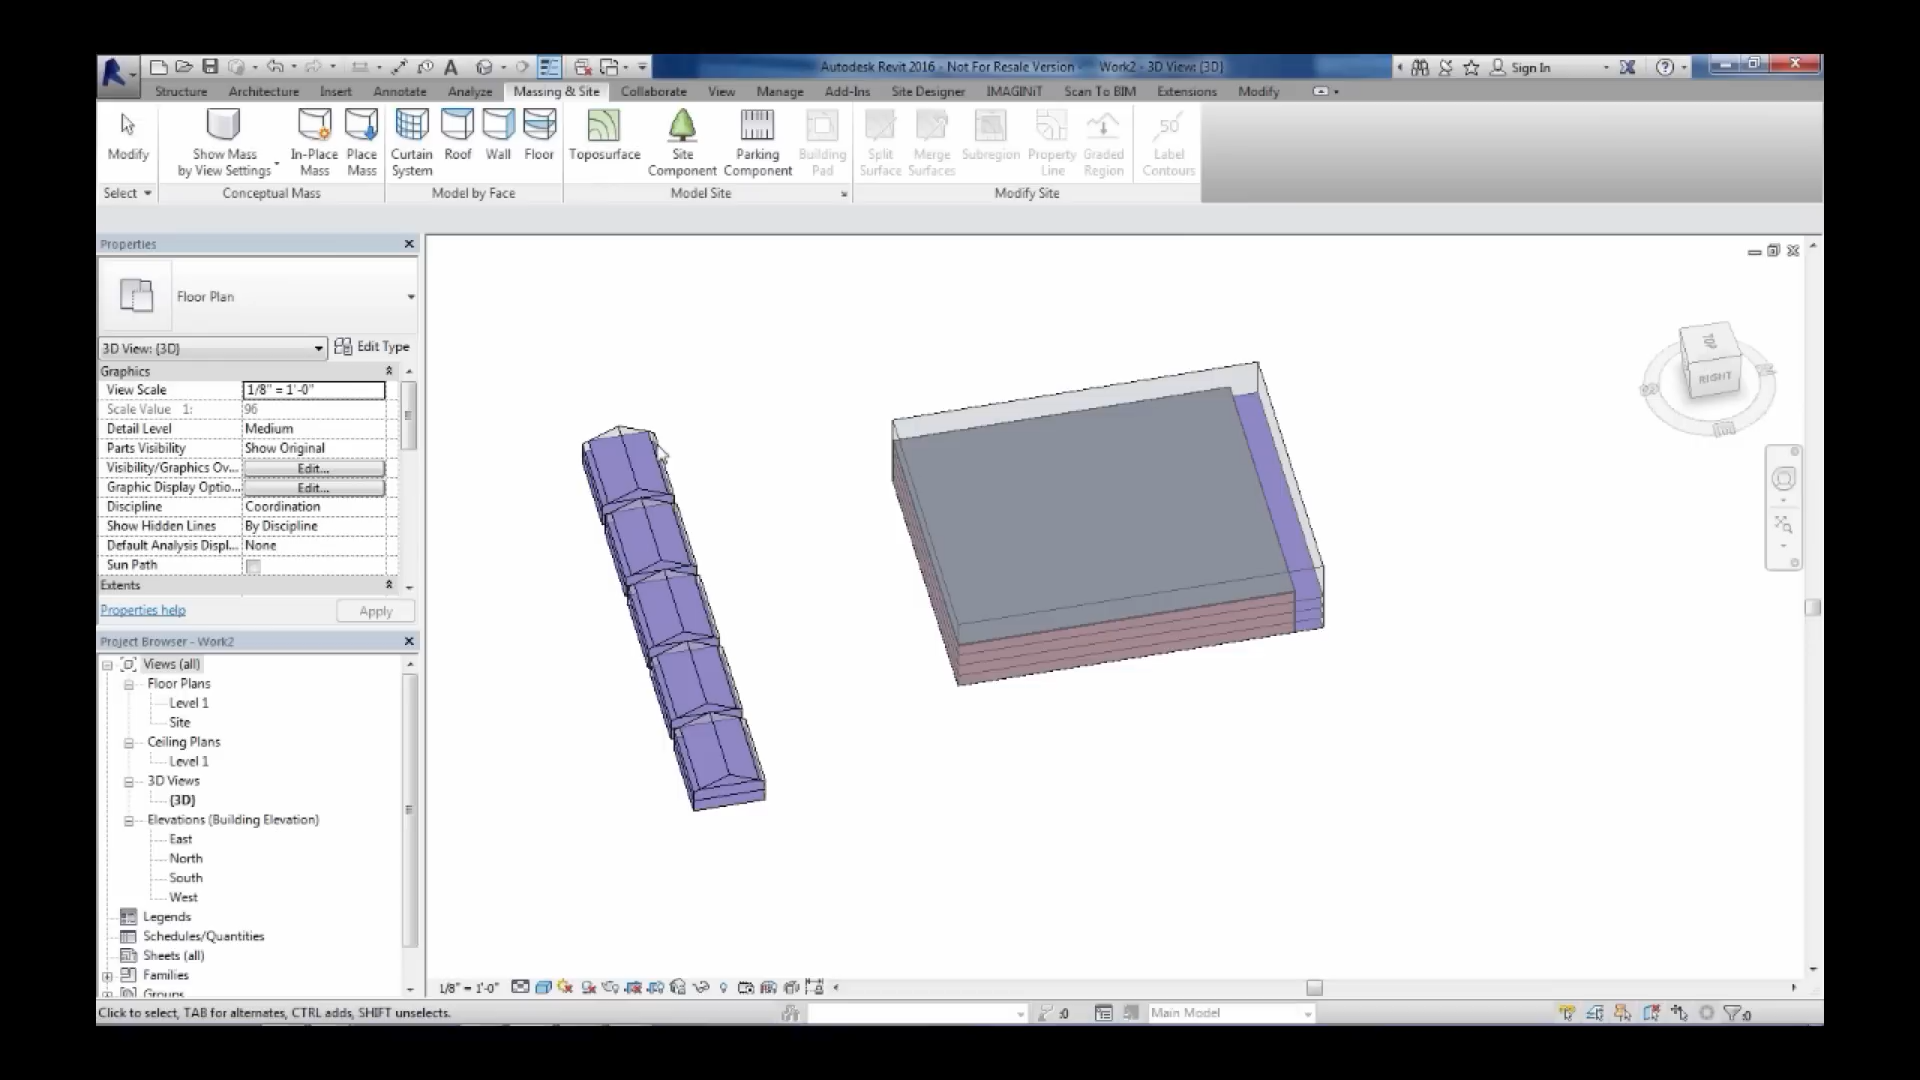 Autodesk Revit 2016 - Not For Resale Version - Work2 - 3D View: {3D}
Sign In
Structure Architecture Insert Annotate Analyze Massing & Site Collaborate View Manage Add-Ins Site Designer IMAGINiT Scan To BIM Extensions Modify
Modify
Show Mass
by View Settings
In-Place
Mass
Place
Mass
Curtain
System
Roof
Wall
Floor
Toposurface
Site
Component
Parking
Component
Building
Pad
Split
Surface
Merge
Surfaces
Subregion
Property
Line
Graded
Region
50
Label
Contours
Select
Conceptual Mass
Model by Face
Model Site
Modify Site
Properties
Floor Plan
3D View: {3D}
Edit Type
Graphics
View Scale 1/8" = 1'-0"
Scale Value 1: 96
Detail Level Medium
Parts Visibility Show Original
Visibility/Graphics Ov... Edit...
Graphic Display Optio... Edit...
Discipline Coordination
Show Hidden Lines By Discipline
Default Analysis Displ... None
Sun Path
Extents
Properties help
Apply
Project Browser - Work2
Views (all)
Floor Plans
Level 1
Site
Ceiling Plans
Level 1
3D Views
{3D}
Elevations (Building Elevation)
East
North
South
West
Legends
Schedules/Quantities
Sheets (all)
Families
Groups
TOP
RIGHT
1/8" = 1'-0"
Click to select, TAB for alternates, CTRL adds, SHIFT unselects.
:0
Main Model
:0